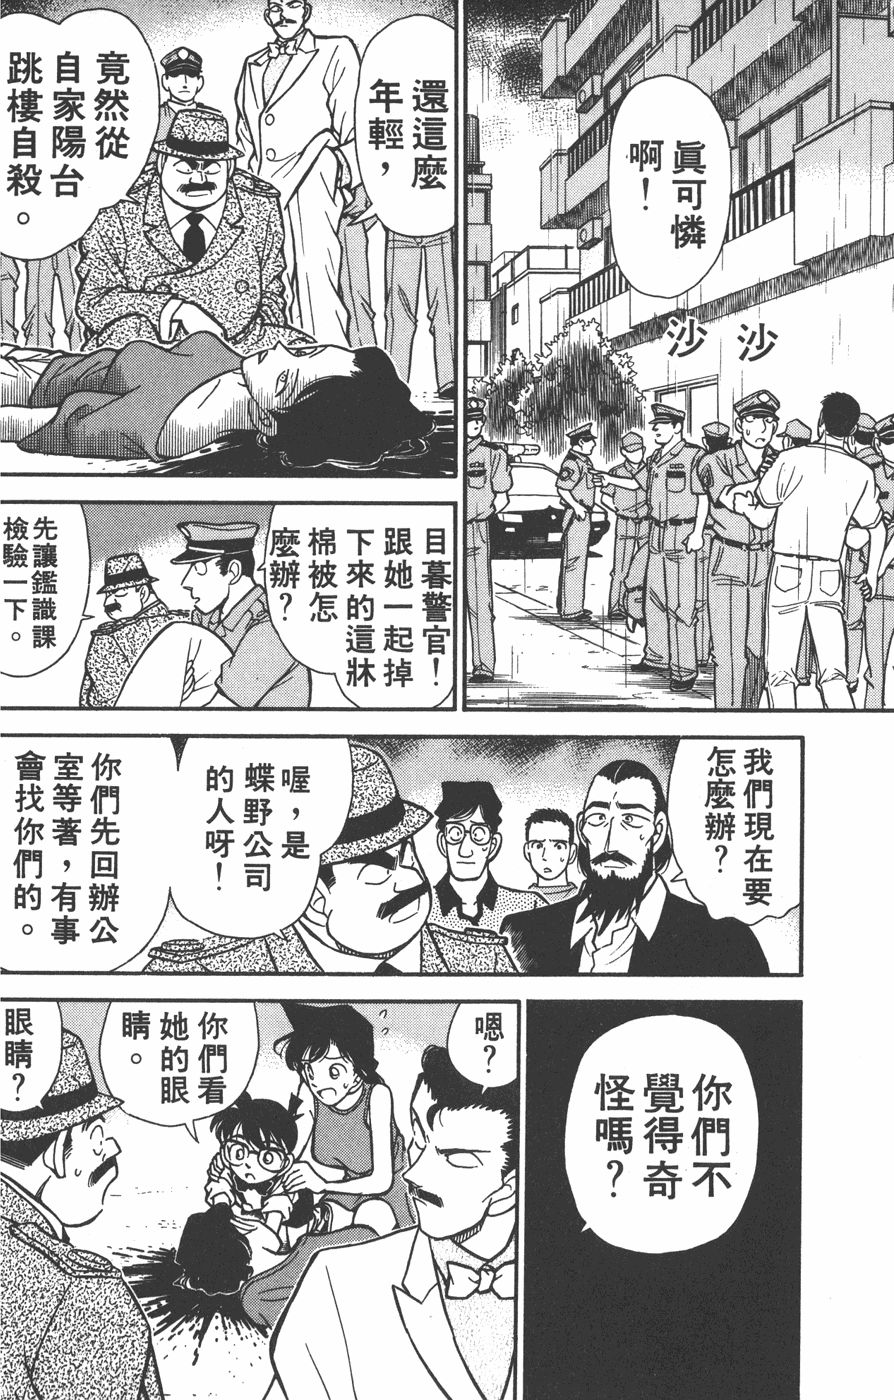 眞可憐
啊！
沙沙
還這麼
年輕，
竟然從
自家陽台
跳樓自殺。
目暮警官！
跟她一起掉
下來的這牀
棉被怎
麼辦？
先讓鑑識課
檢驗一下。
我們現在要
怎麼辦？
喔，是
蝶野公司
的人呀！
你們先回辦公
室等著，有事
會找你們的。
你們不
覺得奇
怪嗎？
嗯？
你們看
她的眼
睛。
眼睛？